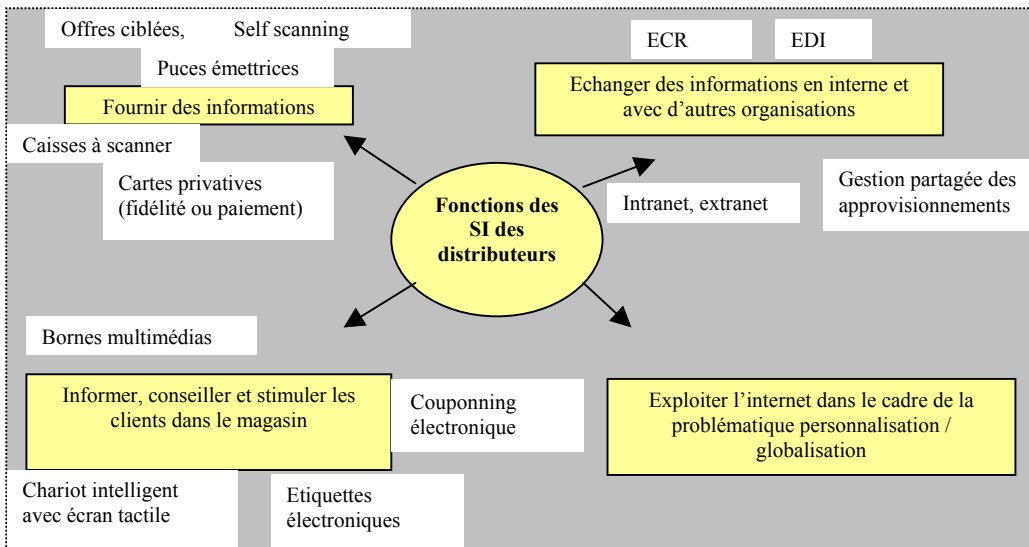 Offres ciblées, Self scanning
Puces émettrices
Fournir des informations
Caisses à scanner
Cartes privatives
(fidélité ou paiement)
ECR EDI
Echanger des informations en interne et
avec d'autres organisations
Intranet, extranet
Gestion partagée des
approvisionnements
Fonctions des
SI des
distributeurs
Bornes multimédias
Informer, conseiller et stimuler les
clients dans le magasin
Couponning
électronique
Chariot intelligent
avec écran tactile
Etiquettes
électroniques
Exploiter l'internet dans le cadre de la
problématique personnalisation /
globalisation